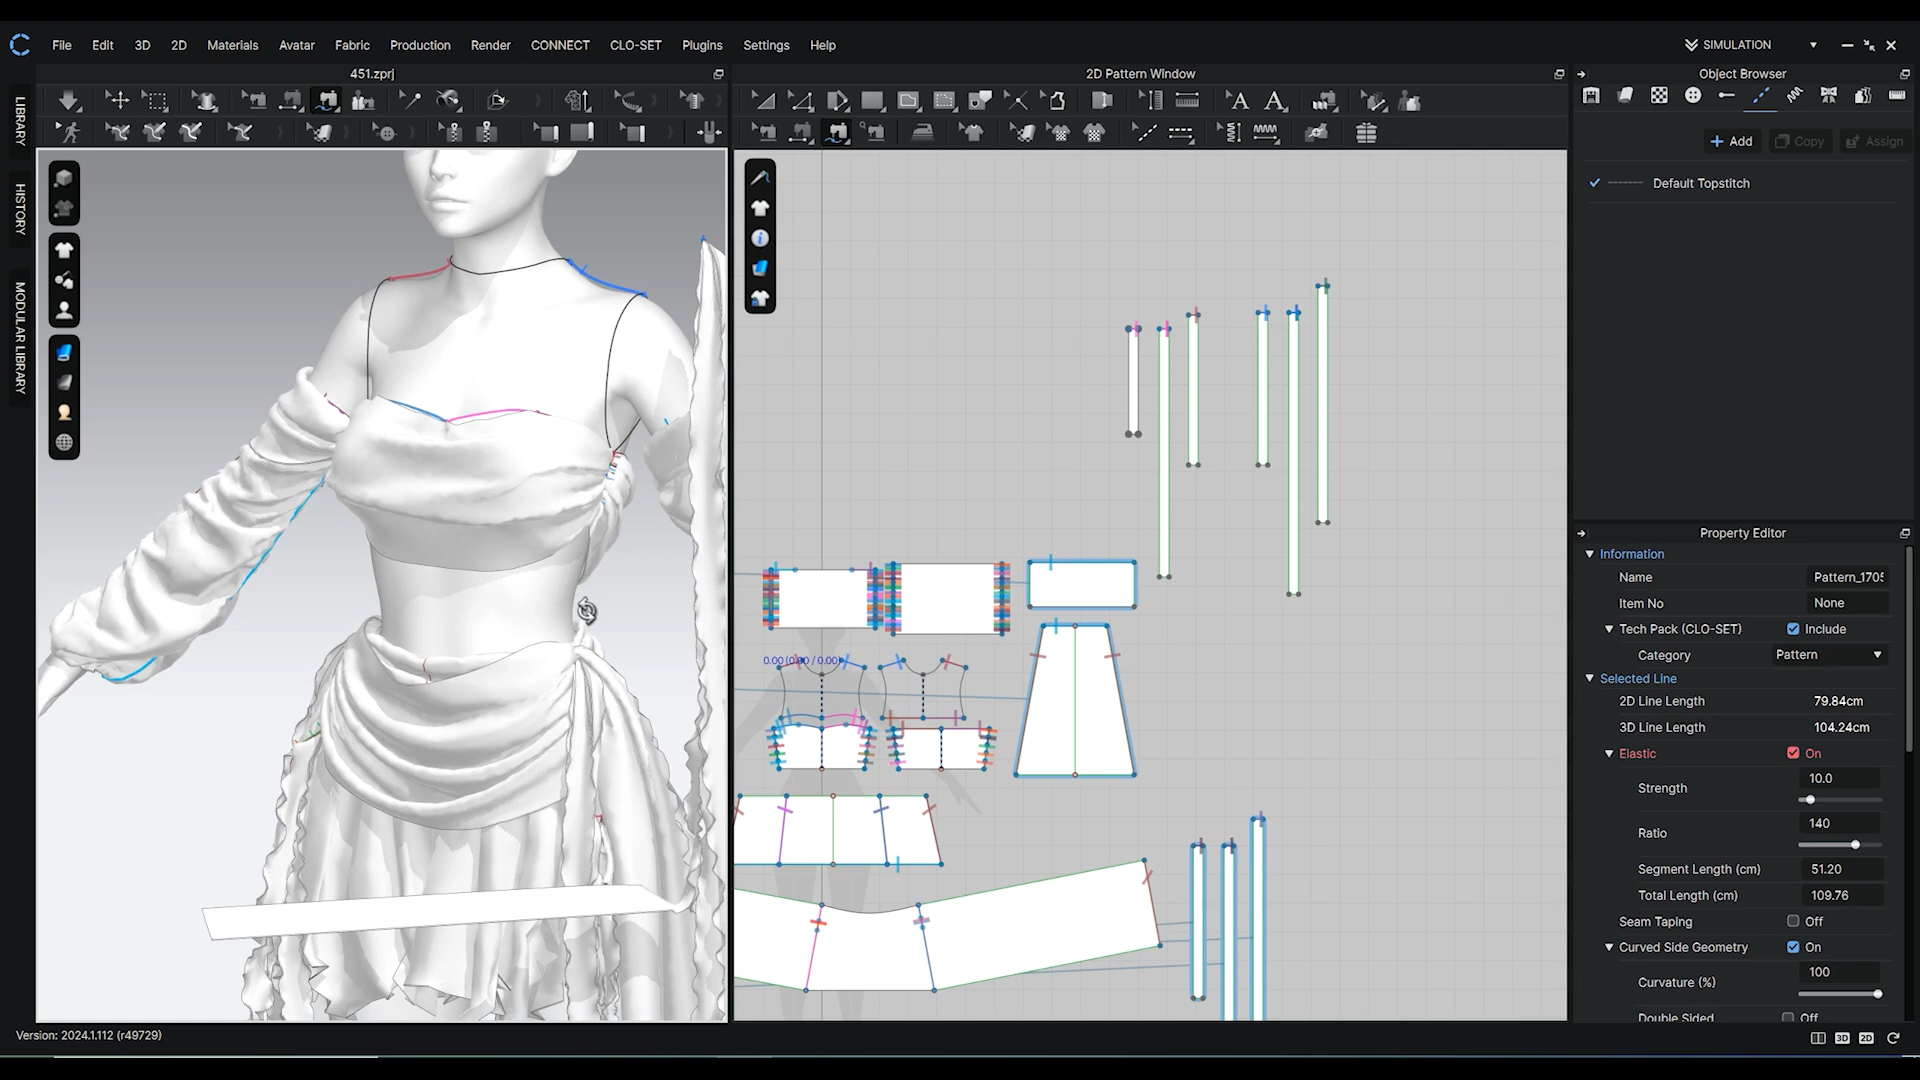 File Edit 3D 2D Materials Avatar Fabric Production Render CONNECT CLO-SET Plugins Settings Help
SIMULATION
451.zprj
2D Pattern Window
Object Browser
LIBRARY
HISTORY
MODULAR LIBRARY
Add Copy Assign
Default Topstitch
Property Editor
Information
Name Pattern_1705
Item No None
Tech Pack (CLO-SET) Include
Category Pattern
Selected Line
2D Line Length 79.84cm
3D Line Length 104.24cm
Elastic On
Strength 10.0
Ratio 140
Segment Length (cm) 51.20
Total Length (cm) 109.76
Seam Taping Off
Curved Side Geometry On
Curvature (%) 100
Double Sided Off
Version: 2024.1.112 (r49729)
3D 2D